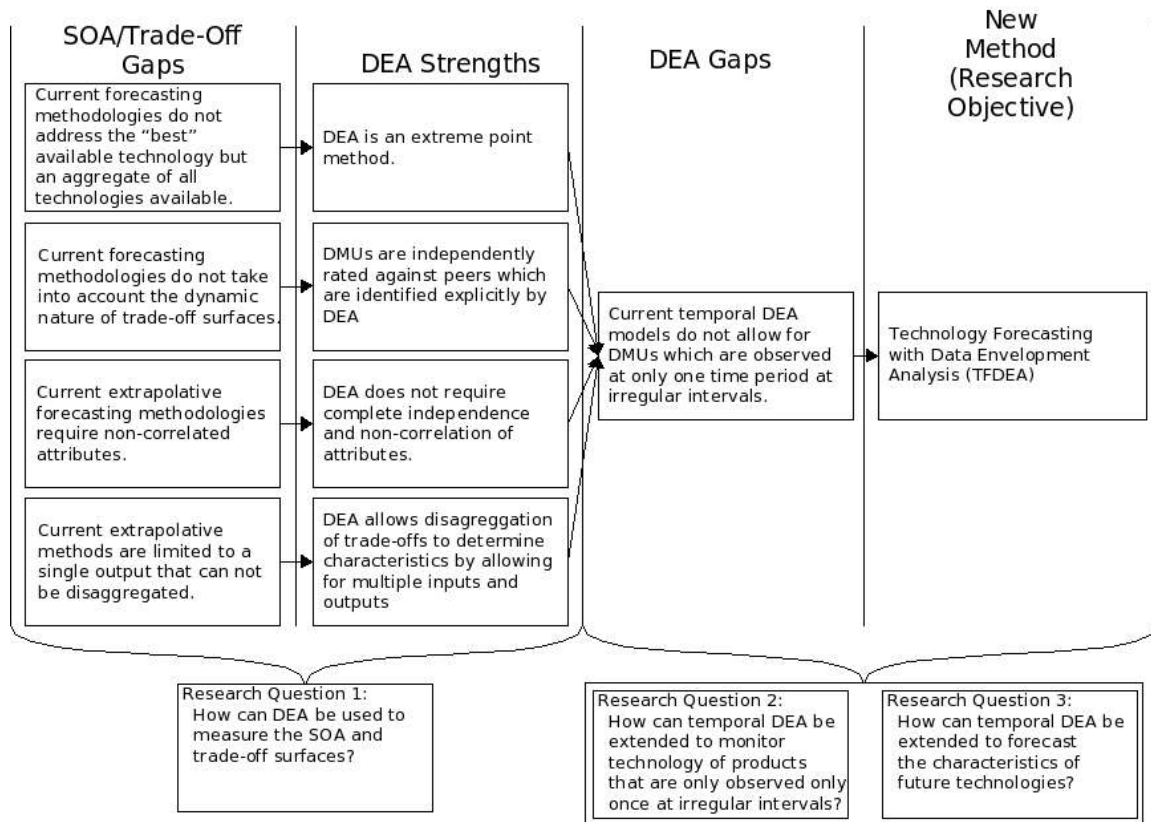 SOA/Trade-Off
Gaps
DEA Strengths
DEA Gaps
New
Method
(Research
Objective)
Current forecasting
methodologies do not
address the “best”
available technology but
an aggregate of all
technologies available.
DEA is an extreme point
method.
Current forecasting
methodologies do not take
into account the dynamic
nature of trade-off surfaces.
DMUs are independently
rated against peers which
are identified explicitly by
DEA
Current extrapolative
forecasting methodologies
require non-correlated
attributes.
DEA does not require
complete independence
and non-correlation of
attributes.
Current extrapolative
methods are limited to a
single output that can not
be disaggregated.
DEA allows disagreggation
of trade-offs to determine
characteristics by allowing
for multiple inputs and
outputs
Current temporal DEA
models do not allow for
DMUs which are observed
at only one time period at
irregular intervals.
Technology Forecasting
with Data Envelopment
Analysis (TFDEA)
Research Question 1:
How can DEA be used to
measure the SOA and
trade-off surfaces?
Research Question 2:
How can temporal DEA be
extended to monitor
technology of products
that are only observed only
once at irregular intervals?
Research Question 3:
How can temporal DEA be
extended to forecast
the characteristics of
future technologies?